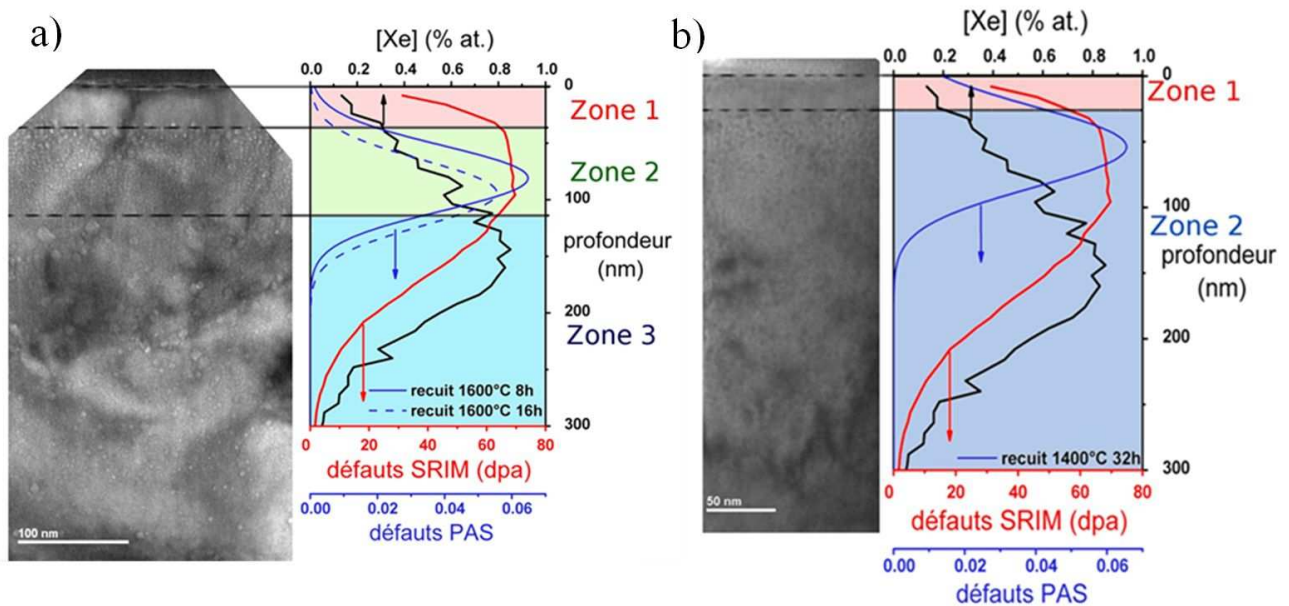 a)
[Xe] (% at.)
0.0 0.2 0.4 0.6 0.8 1.0
0
Zone 1
Zone 2
100
profondeur
(nm)
200
Zone 3
recuit 1600°C 8h
recuit 1600°C 16h
300
0 20 40 60 80
défauts SRIM (dpa)
0.00 0.02 0.04 0.06
défauts PAS
100 nm
b)
[Xe] (% at.)
0.00 0.2 0.4 0.6 0.8 1.0
0
Zone 1
100
Zone 2
profondeur
(nm)
200
recuit 1400°C 32h
300
0 20 40 60 80
défauts SRIM (dpa)
0.00 0.02 0.04 0.06
défauts PAS
50 nm